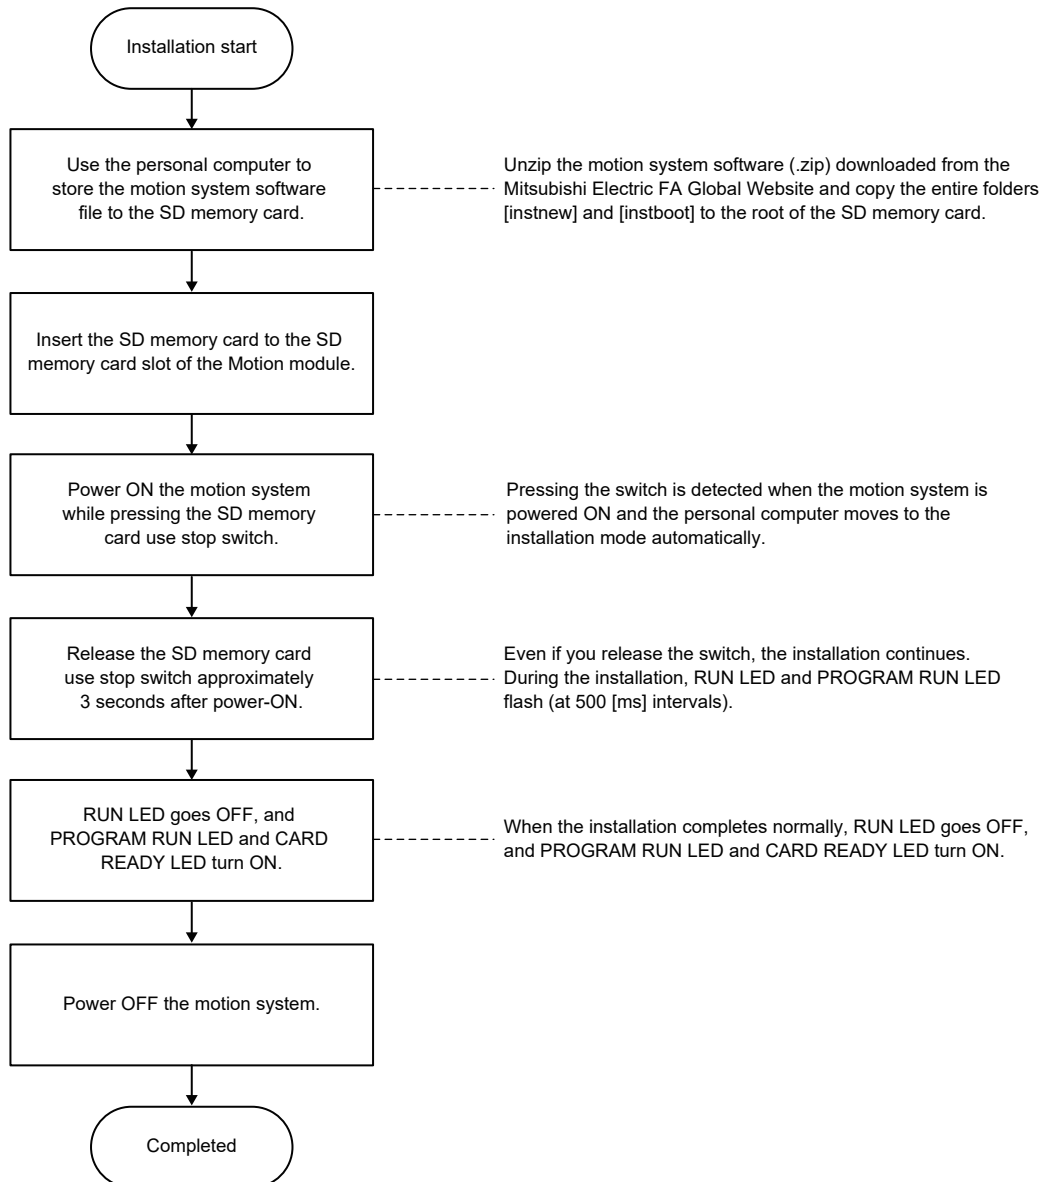 Installation start
Use the personal computer to
store the motion system software
file to the SD memory card.
Unzip the motion system software (.zip) downloaded from the
Mitsubishi Electric FA Global Website and copy the entire folders
[instnew] and [instboot] to the root of the SD memory card.
Insert the SD memory card to the SD
memory card slot of the Motion module.
Power ON the motion system
while pressing the SD memory
card use stop switch.
Pressing the switch is detected when the motion system is
powered ON and the personal computer moves to the
installation mode automatically.
Release the SD memory card
use stop switch approximately
3 seconds after power-ON.
Even if you release the switch, the installation continues.
During the installation, RUN LED and PROGRAM RUN LED
flash (at 500 [ms] intervals).
RUN LED goes OFF, and
PROGRAM RUN LED and CARD
READY LED turn ON.
When the installation completes normally, RUN LED goes OFF,
and PROGRAM RUN LED and CARD READY LED turn ON.
Power OFF the motion system.
Completed